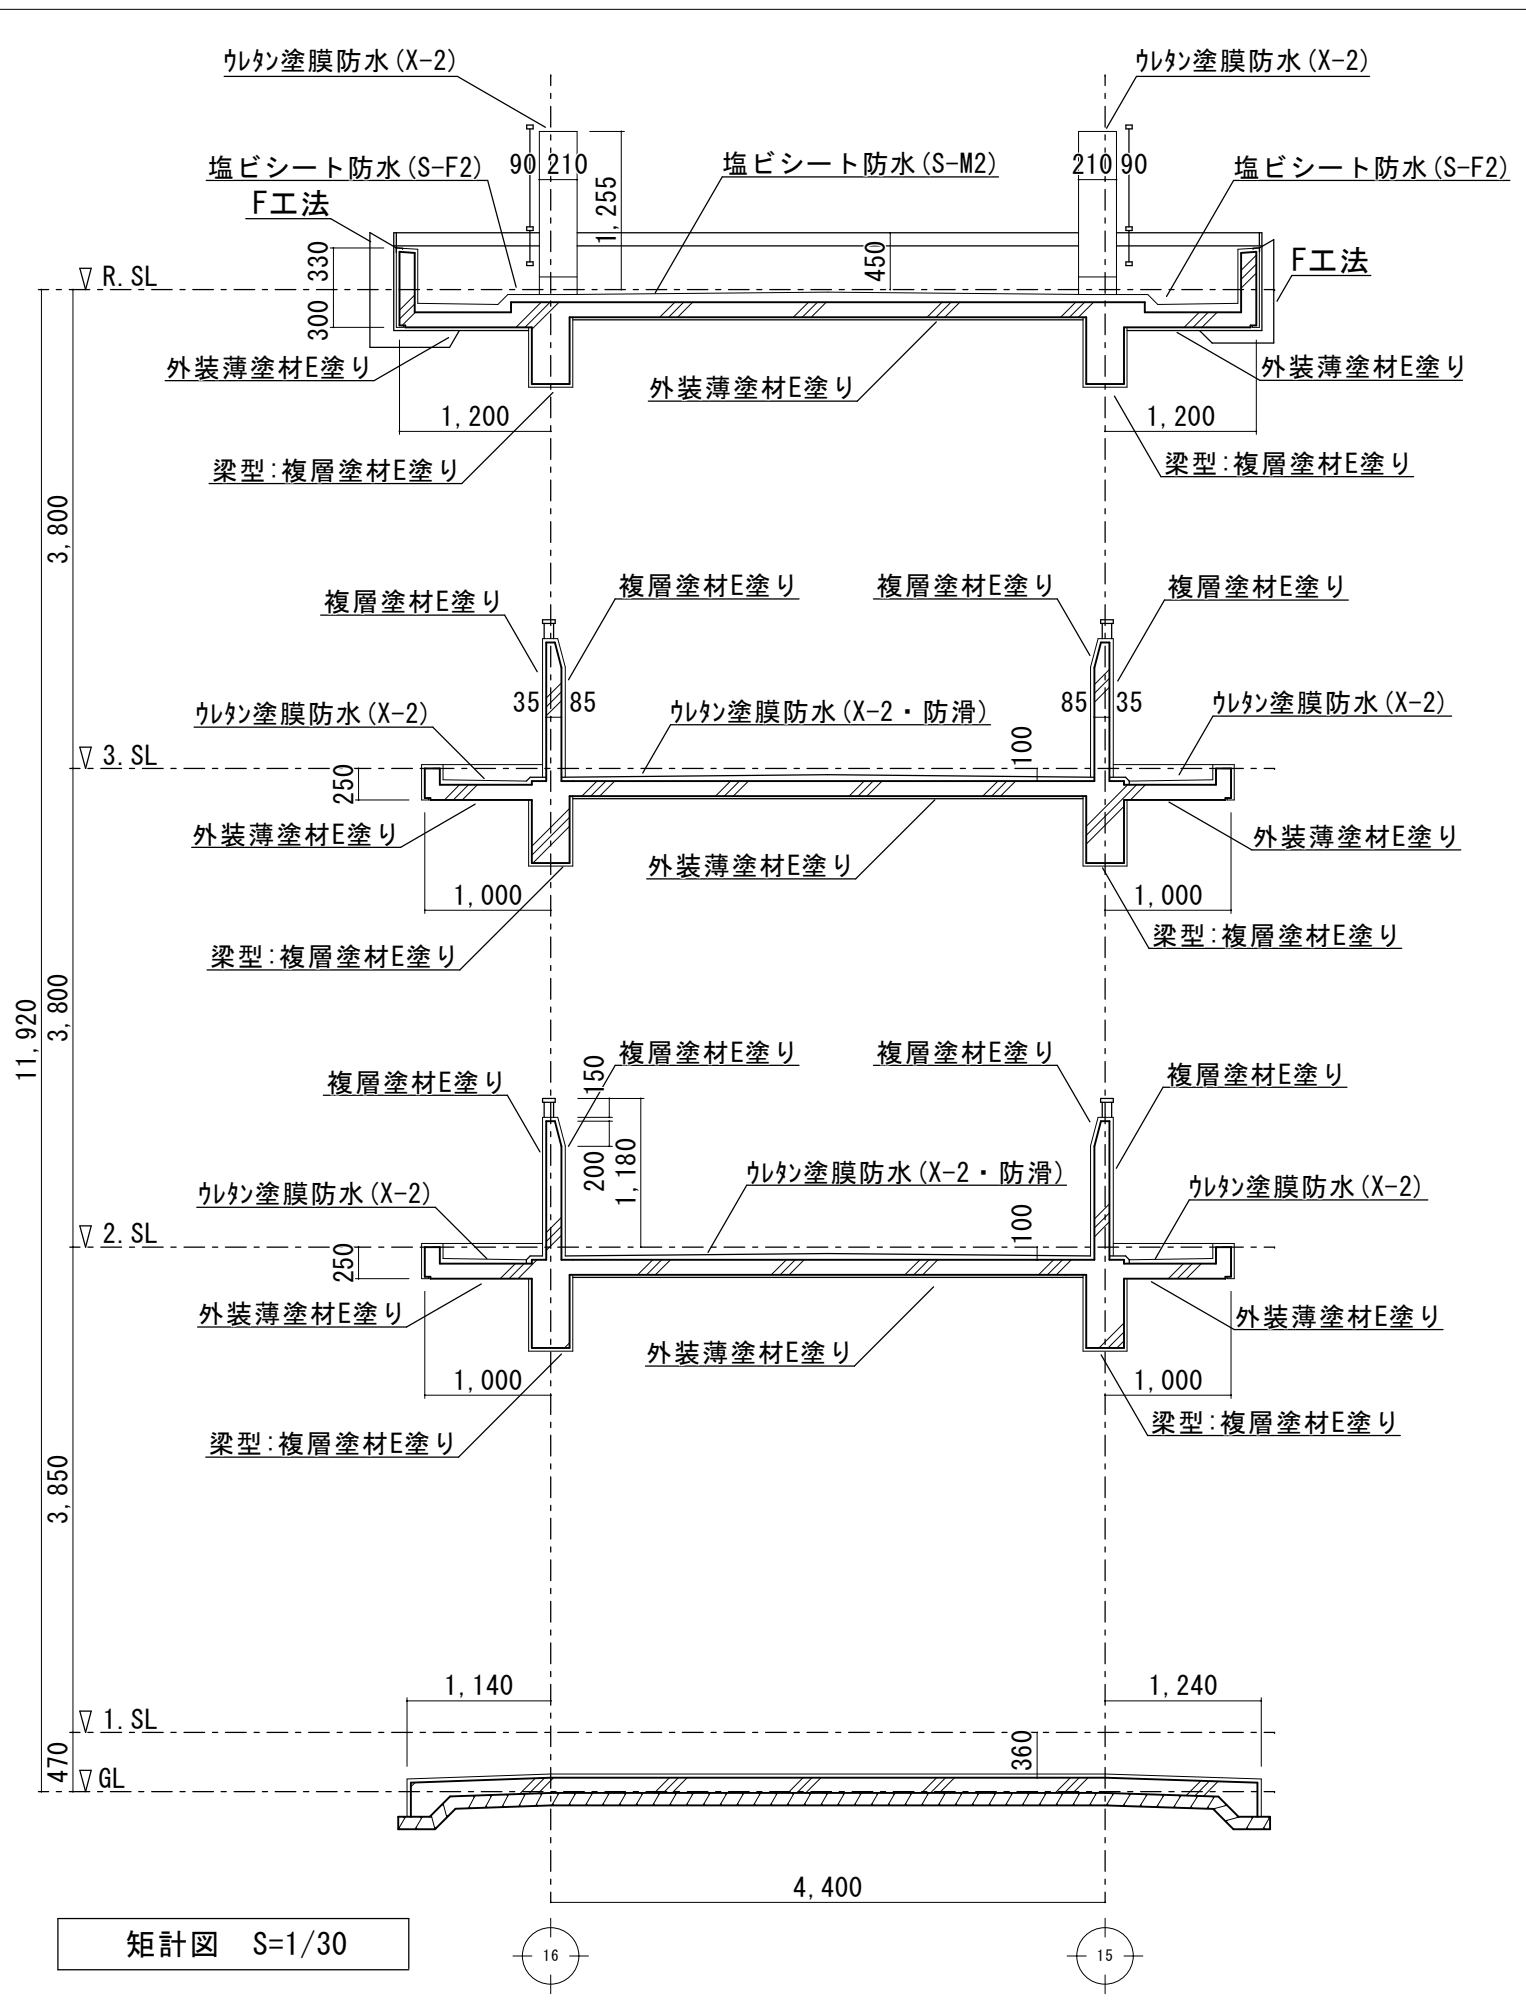 ｳﾚﾀﾝ塗膜防水(X-2)
ｳﾚﾀﾝ塗膜防水(X-2)
塩ビシート防水(S-F2)
90
210
塩ビシート防水(S-M2)
210
90
塩ビシート防水(S-F2)
F工法
1,255
330
450
F工法
R.SL
300
外装薄塗材E塗り
外装薄塗材E塗り
外装薄塗材E塗り
1,200
1,200
梁型:複層塗材E塗り
梁型:複層塗材E塗り
3,800
複層塗材E塗り
複層塗材E塗り
複層塗材E塗り
複層塗材E塗り
35
85
85
35
ｳﾚﾀﾝ塗膜防水(X-2)
ｳﾚﾀﾝ塗膜防水(X-2・防滑)
ｳﾚﾀﾝ塗膜防水(X-2)
100
3.SL
250
外装薄塗材E塗り
外装薄塗材E塗り
外装薄塗材E塗り
1,000
1,000
梁型:複層塗材E塗り
梁型:複層塗材E塗り
3,800
11,920
複層塗材E塗り
150
複層塗材E塗り
複層塗材E塗り
複層塗材E塗り
200
1,180
ｳﾚﾀﾝ塗膜防水(X-2)
ｳﾚﾀﾝ塗膜防水(X-2・防滑)
ｳﾚﾀﾝ塗膜防水(X-2)
100
2.SL
250
外装薄塗材E塗り
外装薄塗材E塗り
外装薄塗材E塗り
1,000
1,000
梁型:複層塗材E塗り
梁型:複層塗材E塗り
3,850
1,140
1,240
1.SL
360
470
GL
4,400
矩計図　S=1/30
16
15